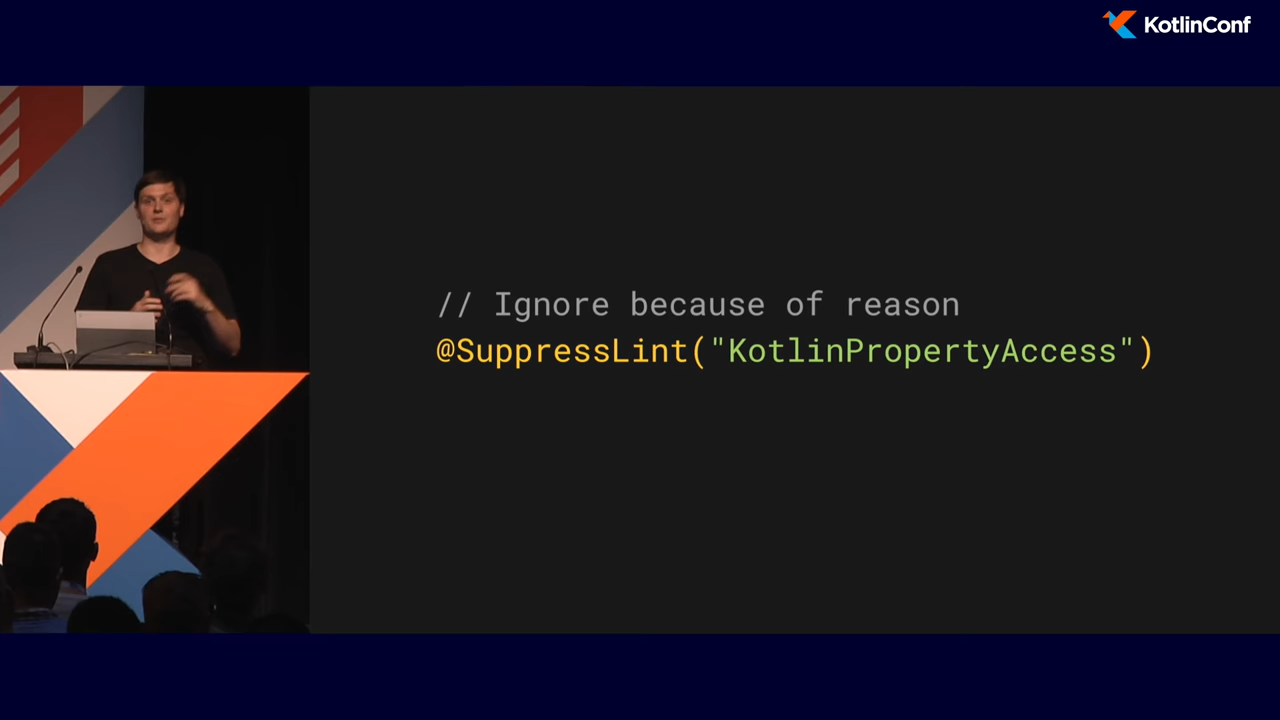 KotlinConf
// Ignore because of reason
@SuppressLint("KotlinPropertyAccess")